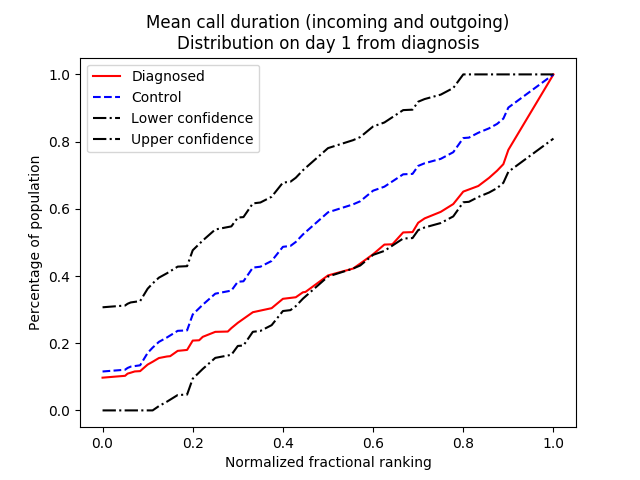 Mean call duration (incoming and outgoing)
Distribution on day 1 from diagnosis
Diagnosed
Control
Lower confidence
Upper confidence
Percentage of population
1.0
0.8
0.6
0.4
0.2
0.0
0.0 0.2 0.4 0.6 0.8 1.0
Normalized fractional ranking